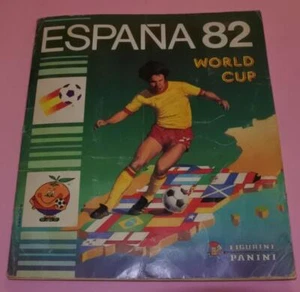 ESPAÑA 82
WORLD
CUP
FIGURINE
PANINI